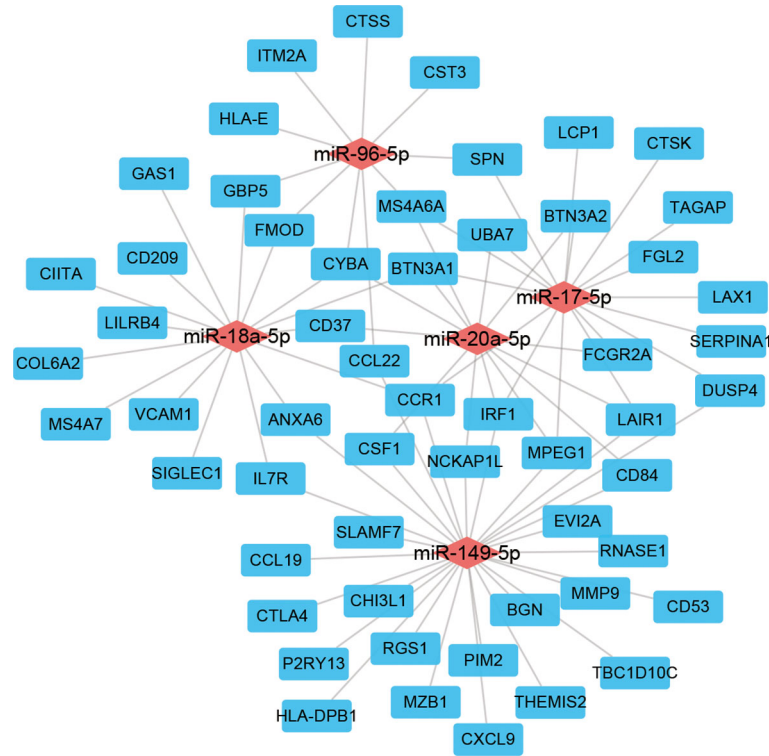 CTSS
ITM2A
CST3
HLA-E
LCP1
CTSK
miR-96-5p
SPN
GAS1
GBP5
MS4A6A
BTN3A2
TAGAP
FMOD
UBA7
CD209
CYBA
BTN3A1
FGL2
CIITA
miR-17-5p
LAX1
LILRB4
miR-18a-5p
CD37
miR-20a-5p
SERPINA1
COL6A2
CCL22
FCGR2A
DUSP4
CCR1
MS4A7
VCAM1
ANXA6
IRF1
LAIR1
CSF1
NCKAP1L
MPEG1
SIGLEC1
IL7R
CD84
EVI2A
SLAMF7
miR-149-5p
RNASE1
CCL19
CHI3L1
MMP9
CD53
CTLA4
BGN
RGS1
PIM2
P2RY13
TBC1D10C
MZB1
THEMIS2
HLA-DPB1
CXCL9